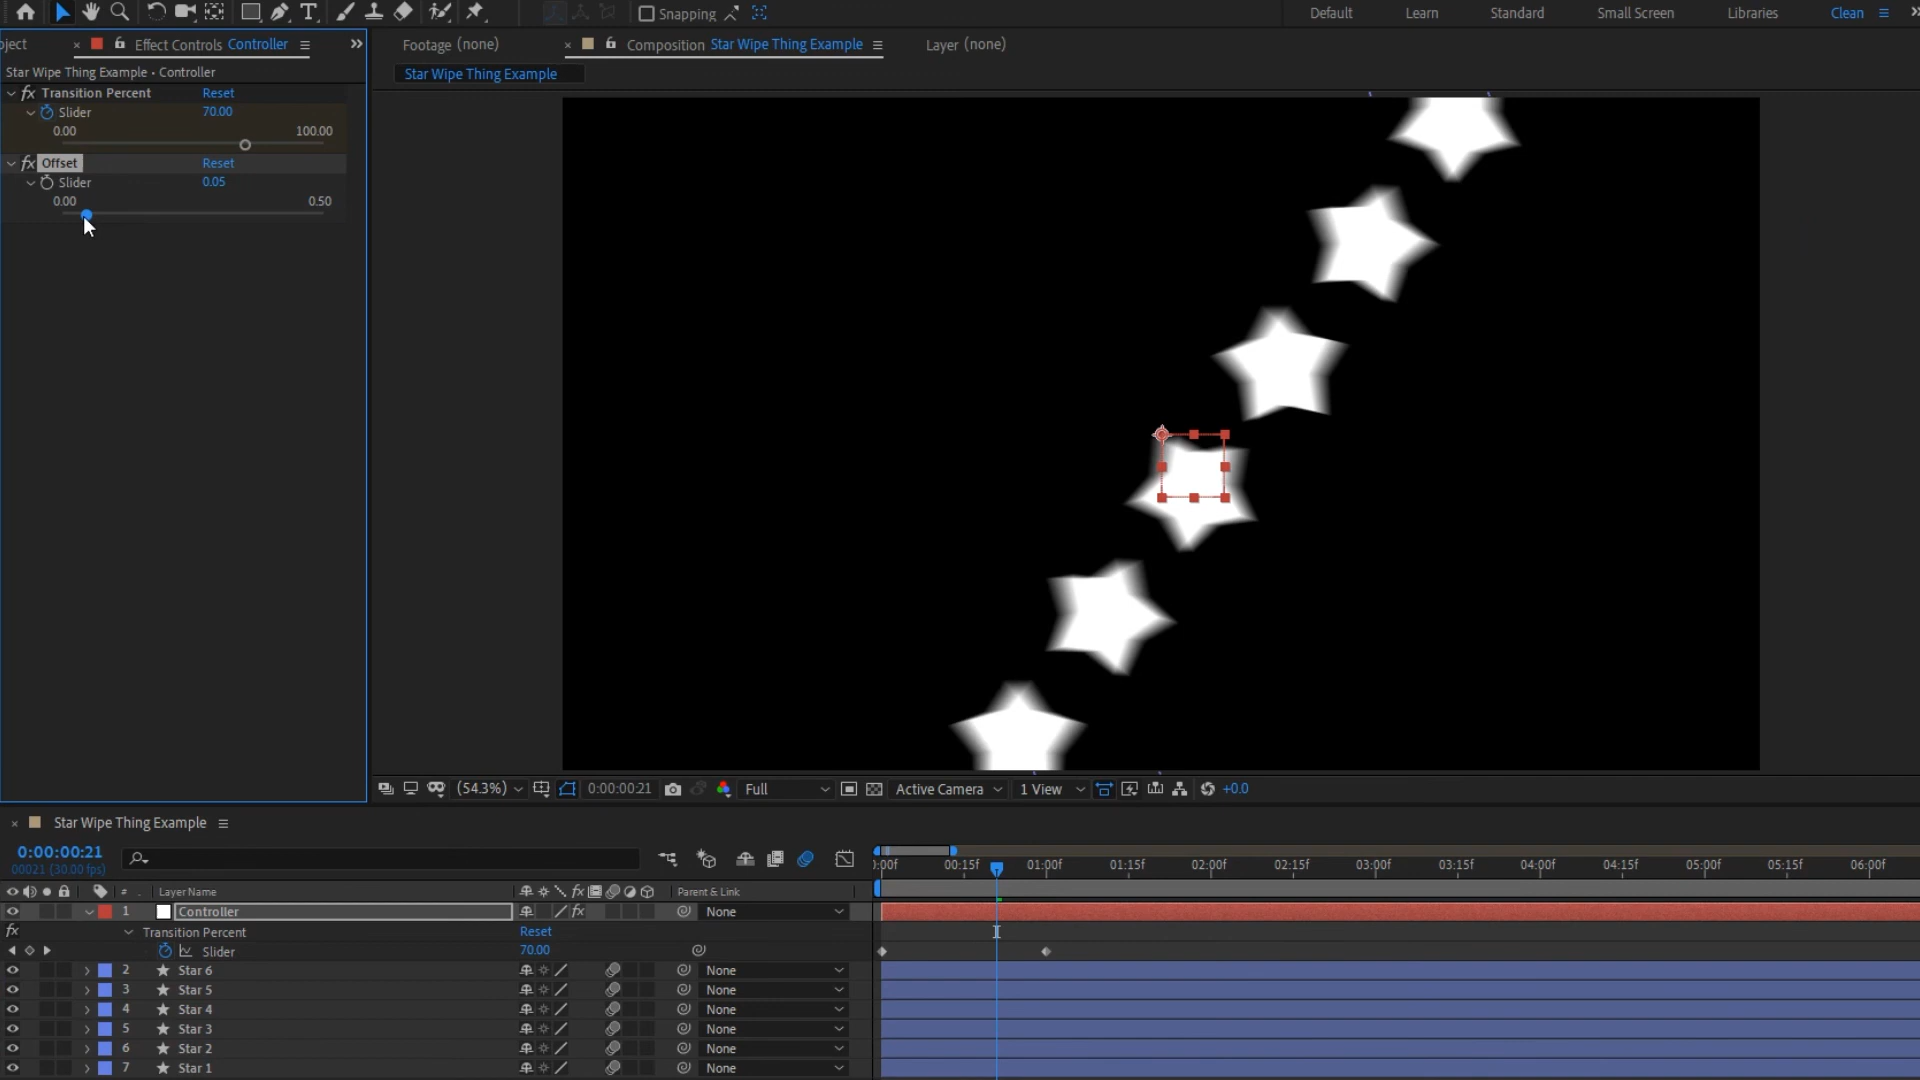 Snapping
Default
Learn
Standard
Small Screen
Libraries
Clean
oject
Effect Controls Controller
Footage (none)
Composition Star Wipe Thing Example
Layer (none)
Star Wipe Thing Example • Controller
Star Wipe Thing Example
fx Transition Percent Reset
Slider 70.00
0.00 100.00
fx Offset Reset
Slider 0.05
0.00 0.50
(54.3%)
0:00:00:21
Full
Active Camera
1 View
+0.0
Star Wipe Thing Example
0:00:00:21
00021 (30.00 fps)
):00f 00:15f 01:00f 01:15f 02:00f 02:15f 03:00f 03:15f 04:00f 04:15f 05:00f 05:15f 06:00f
# Layer Name fx Parent & Link
1 Controller fx None
fx Transition Percent Reset
Slider 70.00
2 Star 6 None
3 Star 5 None
4 Star 4 None
5 Star 3 None
6 Star 2 None
7 Star 1 None